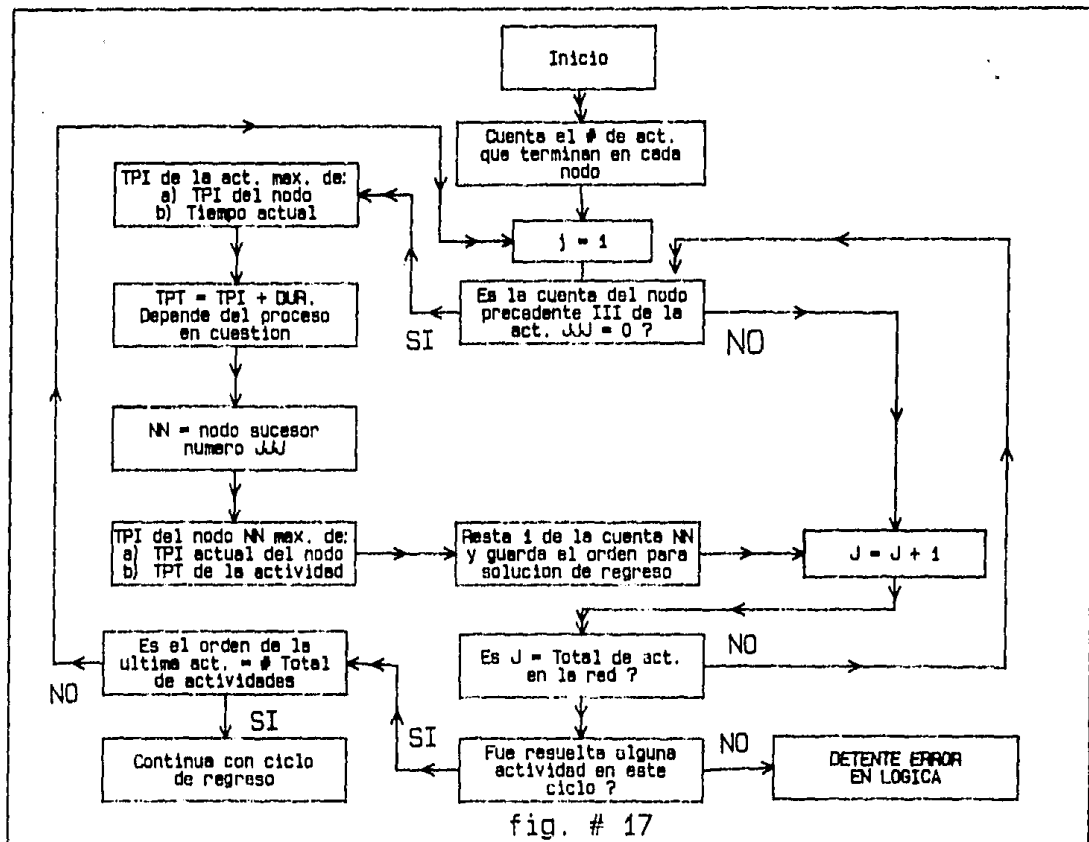 Inicio
Cuenta el # de act.
que terminan en cada
nodo
TPI de la act. max. de:
a) TPI del nodo
b) Tiempo actual
j = 1
Es la cuenta del nodo
precedente III de la
act. JJJ = 0 ?
SI
NO
TPT = TPI + DUR.
Depende del proceso
en cuestion
NN = nodo sucesor
numero JJJ
TPI del nodo NN max. de:
a) TPI actual del nodo
b) TPT de la actividad
Resta 1 de la cuenta NN
y guarda el orden para
solucion de regreso
J = J + 1
Es el orden de la
ultima act. = # Total
de actividades
NO
SI
Es J = Total de act.
en la red ?
NO
Continua con ciclo
de regreso
SI
Fue resuelta alguna
actividad en este
ciclo ?
NO
DETENTE ERROR
EN LOGICA
fig. # 17